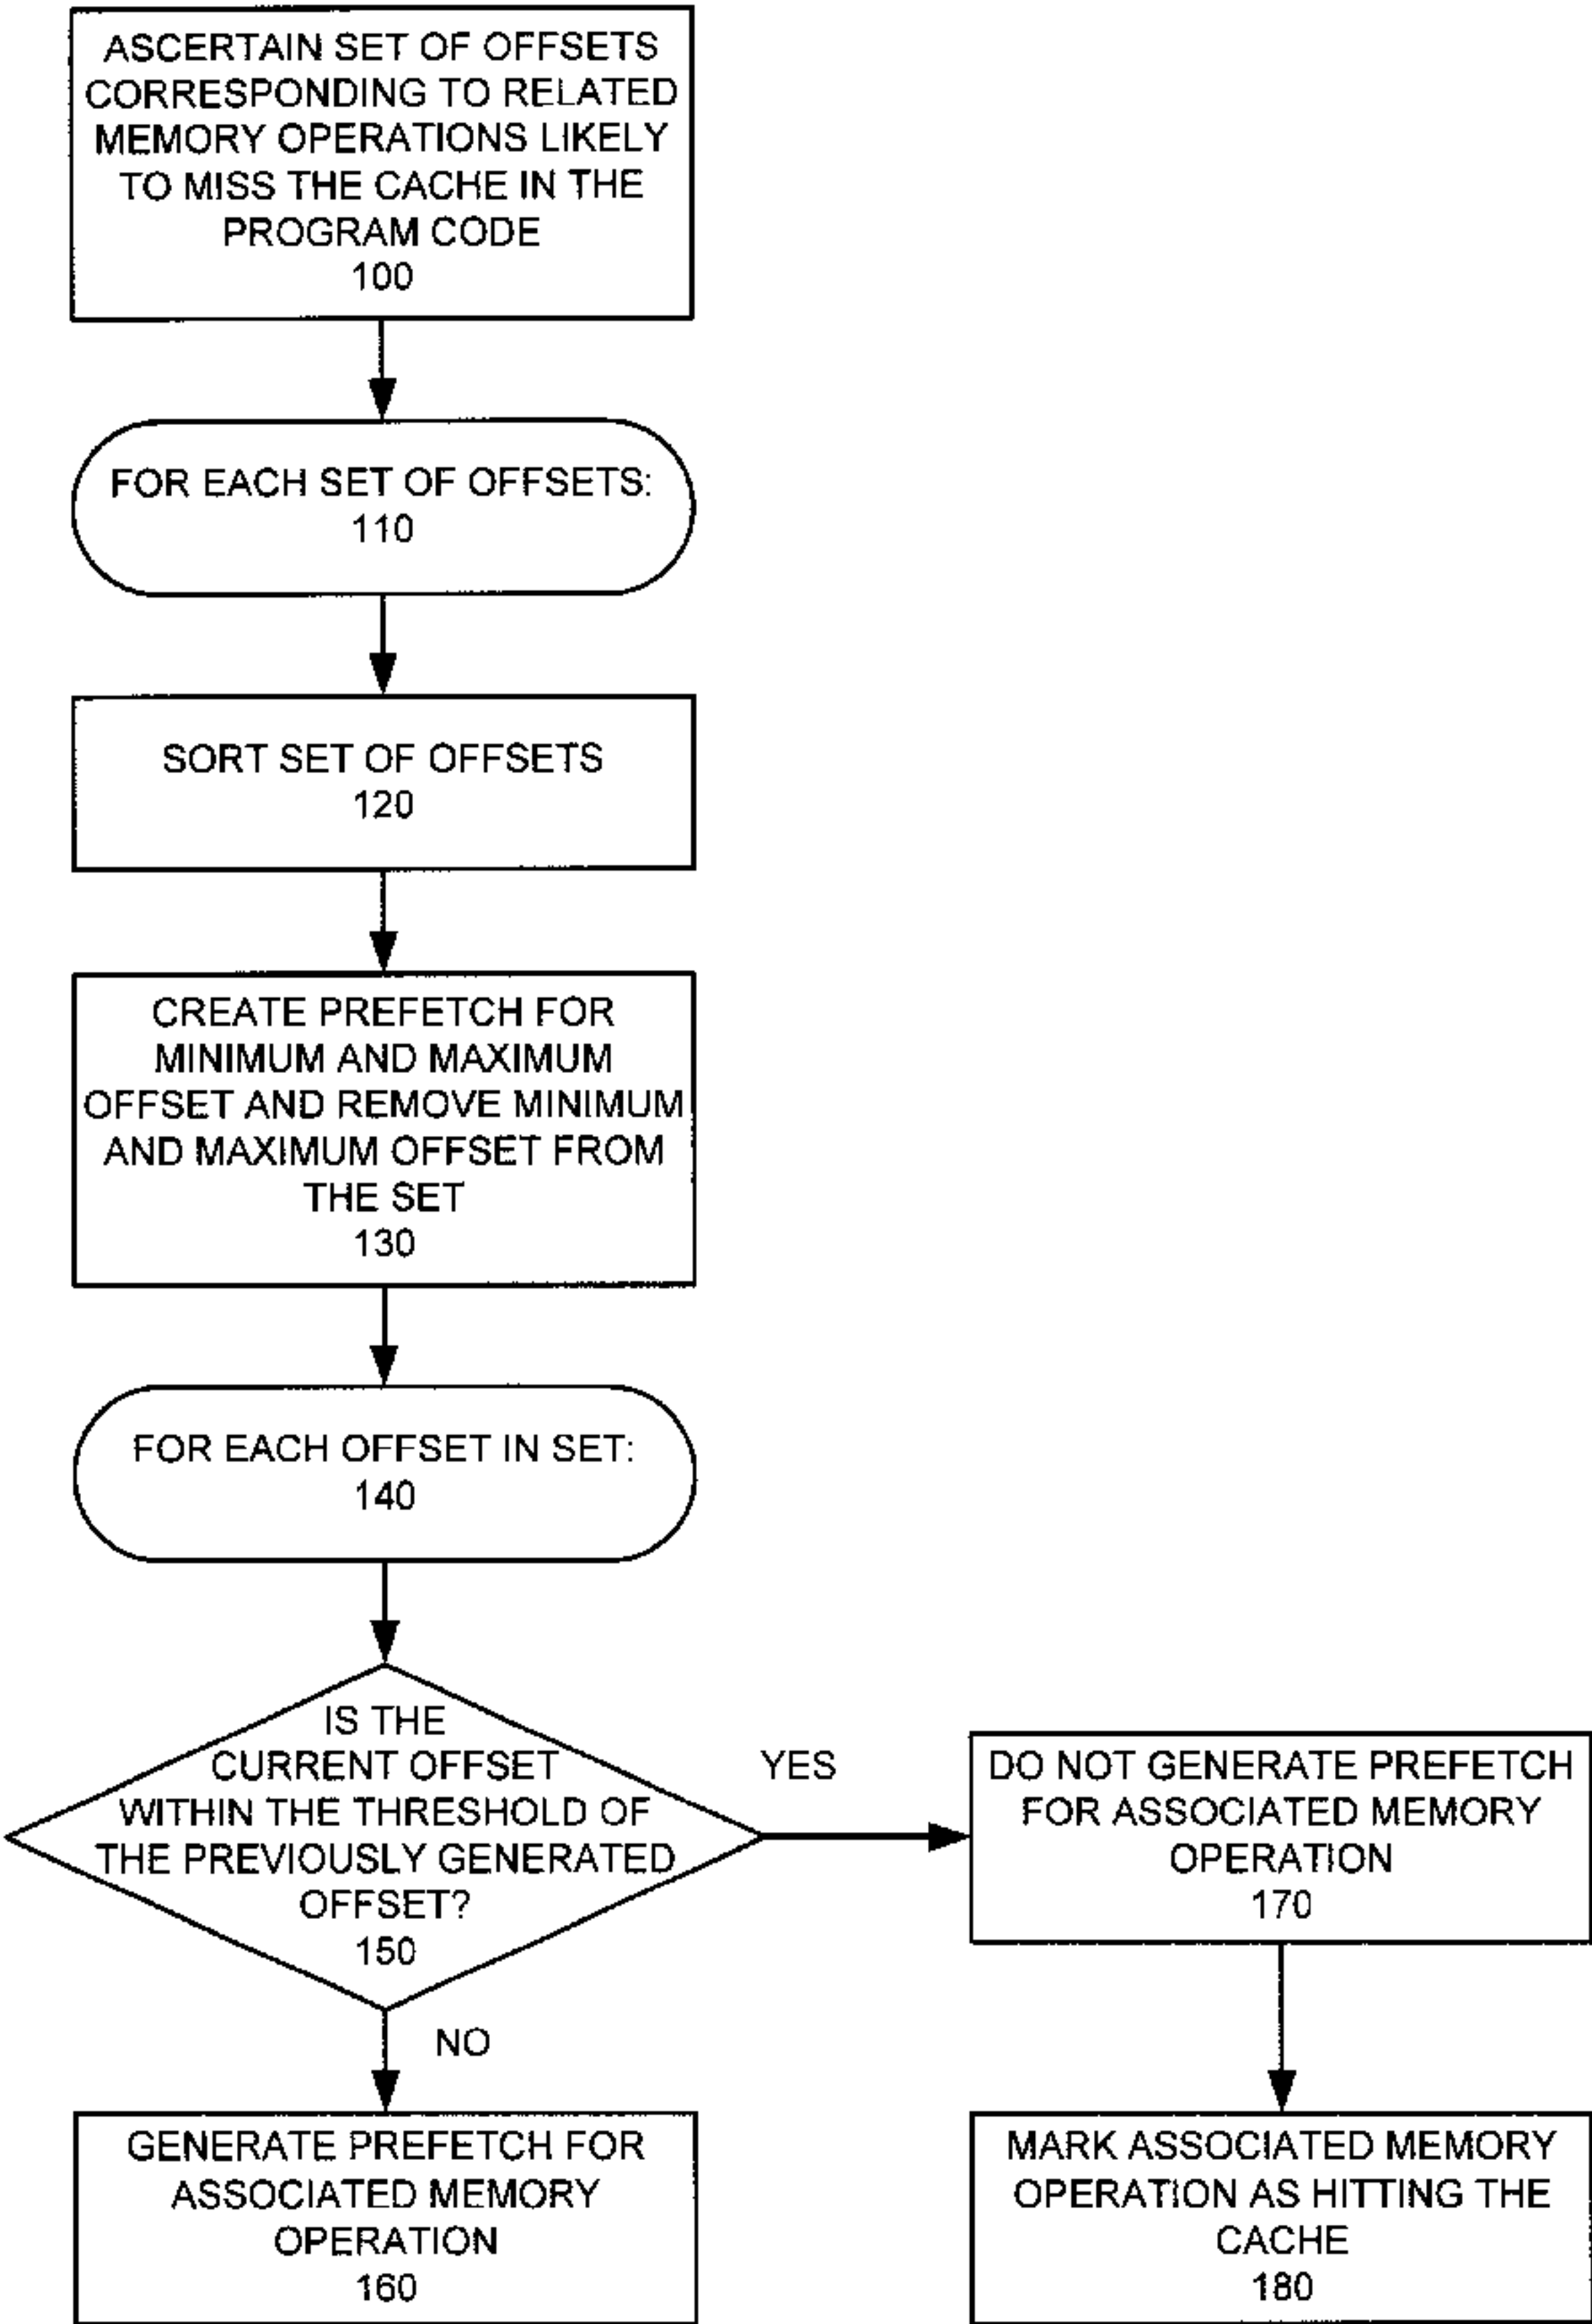 ASCERTAIN SET OF OFFSETS
CORRESPONDING TO RELATED
MEMORY OPERATIONS LIKELY
TO MISS THE CACHE IN THE
PROGRAM CODE
100
FOR EACH SET OF OFFSETS:
110
SORT SET OF OFFSETS
120
CREATE PREFETCH FOR
MINIMUM AND MAXIMUM
OFFSET AND REMOVE MINIMUM
AND MAXIMUM OFFSET FROM
THE SET
130
FOR EACH OFFSET IN SET:
140
IS THE
CURRENT OFFSET
WITHIN THE THRESHOLD OF
THE PREVIOUSLY GENERATED
OFFSET?
150
YES
DO NOT GENERATE PREFETCH
FOR ASSOCIATED MEMORY
OPERATION
170
NO
GENERATE PREFETCH FOR
ASSOCIATED MEMORY
OPERATION
160
MARK ASSOCIATED MEMORY
OPERATION AS HITTING THE
CACHE
180